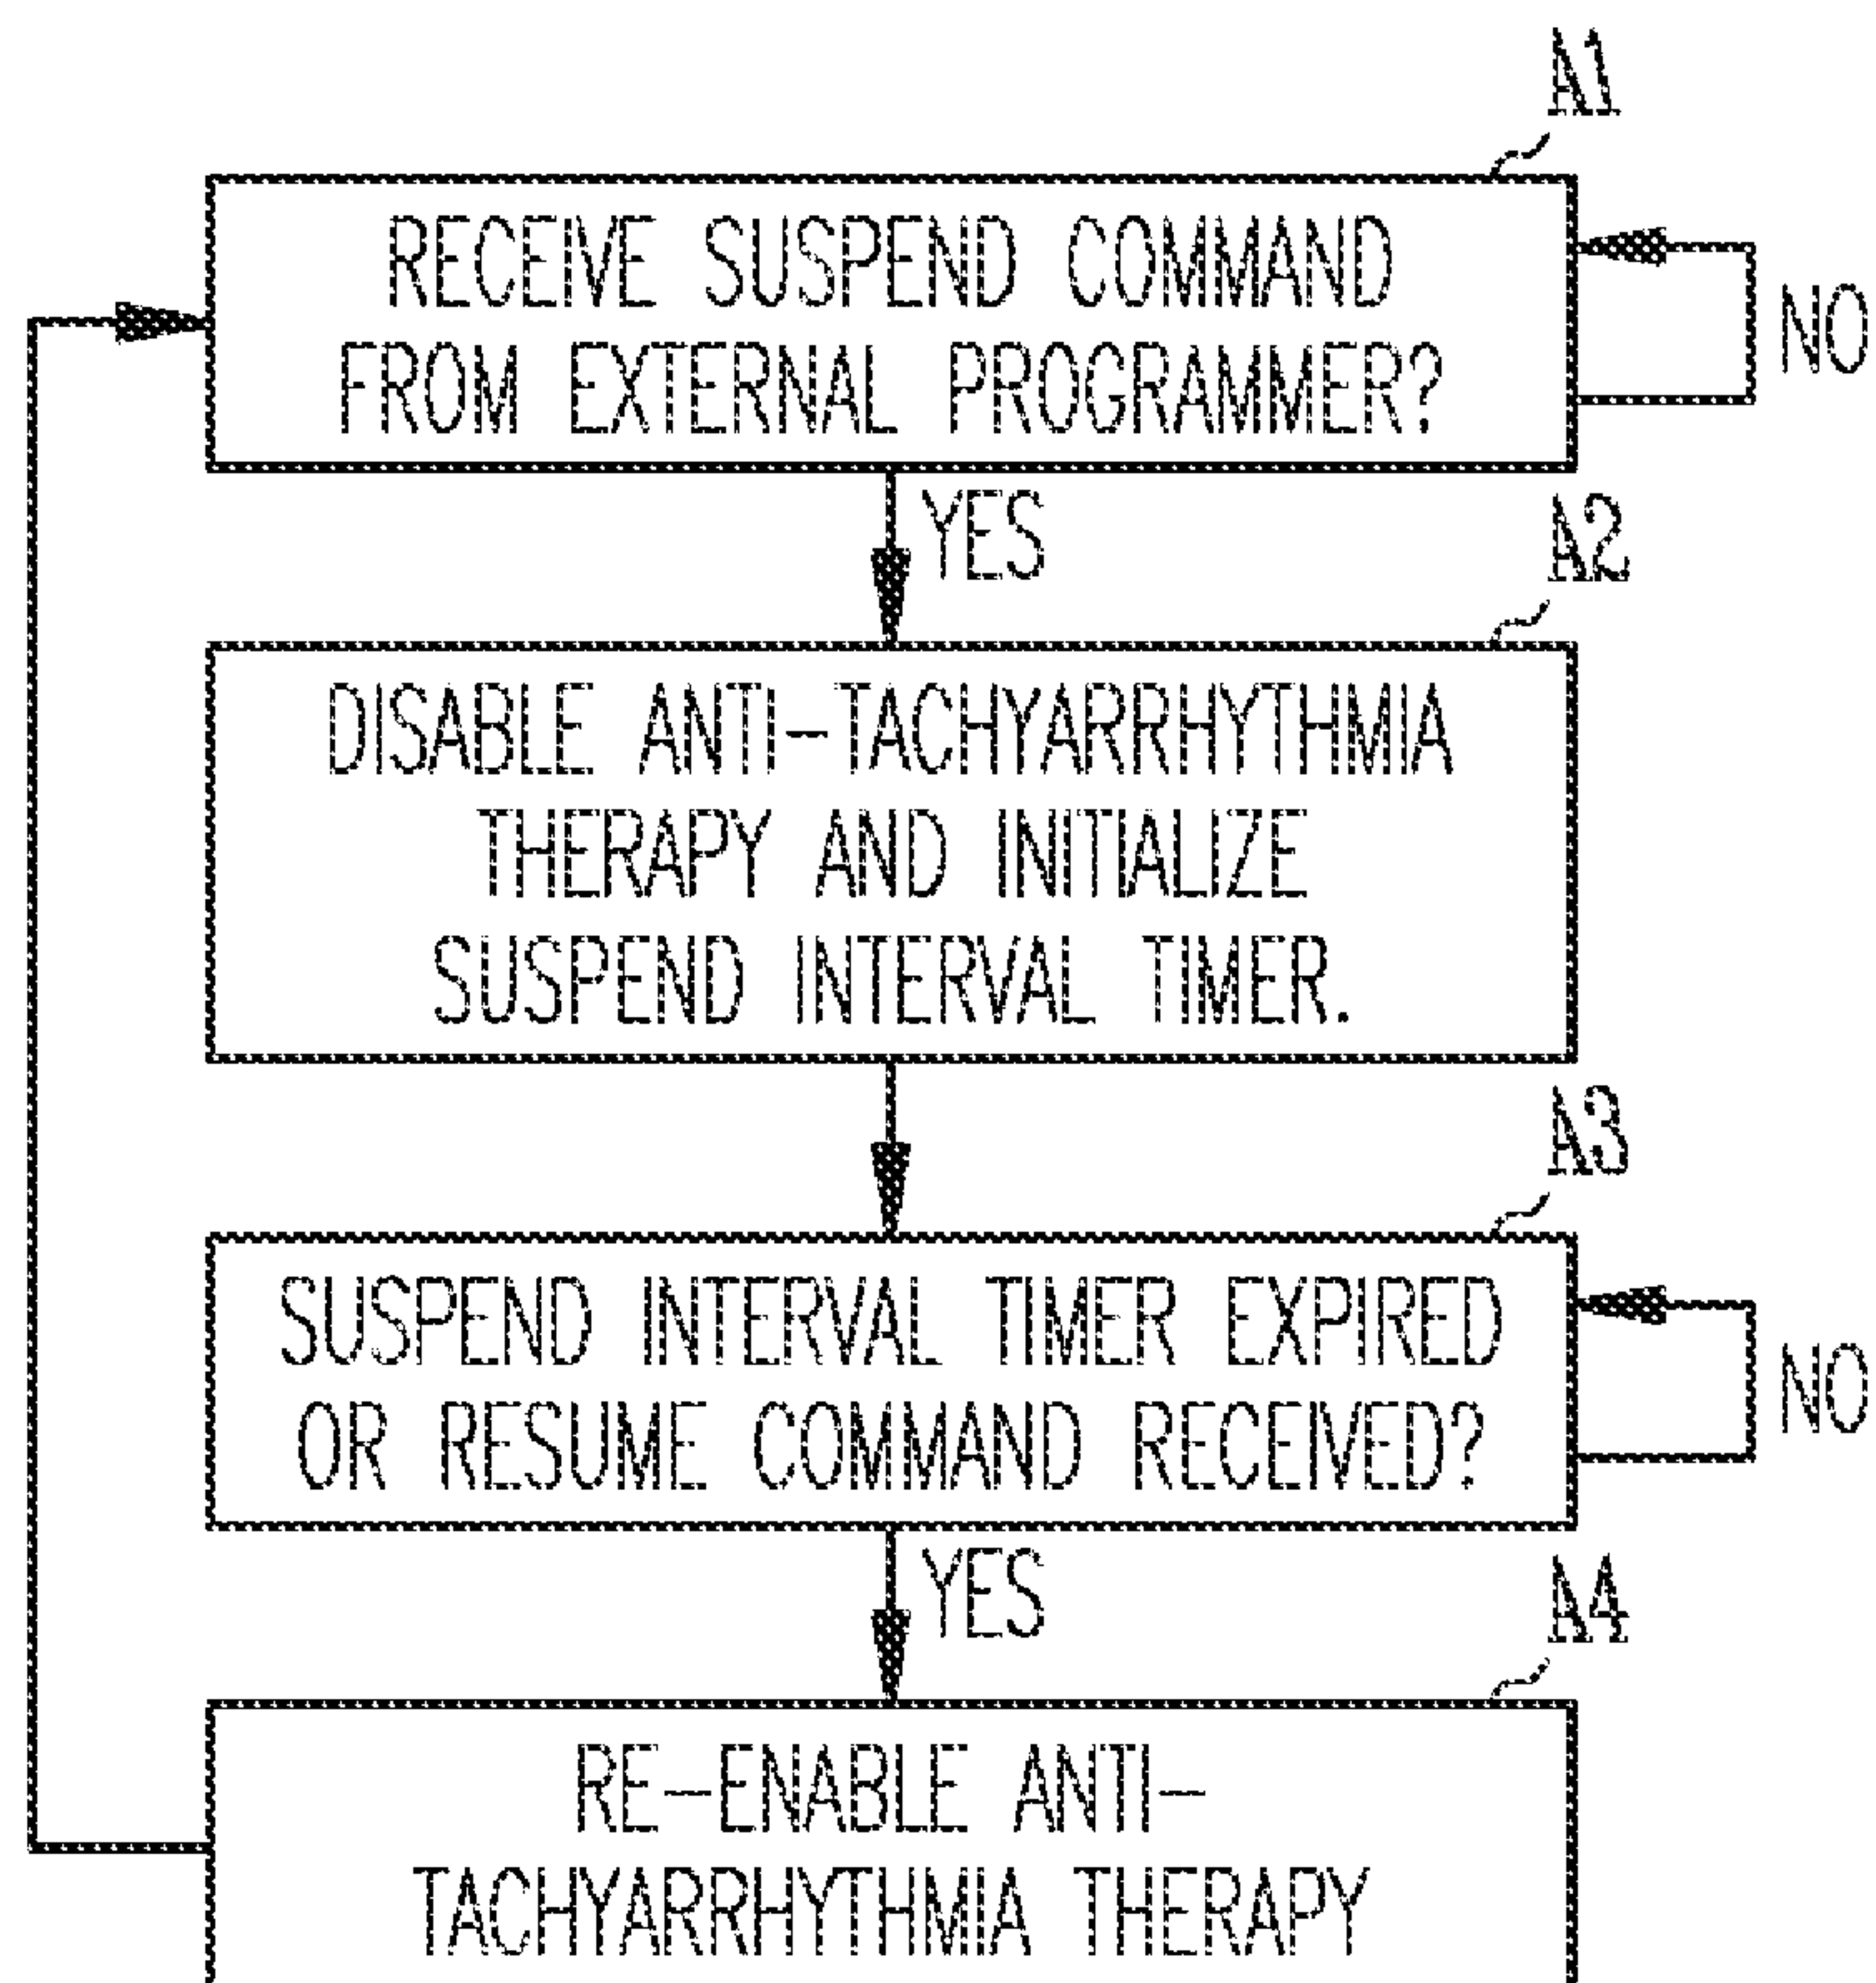 A1
RECEIVE SUSPEND COMMAND
FROM EXTERNAL PROGRAMMER?
NO
YES
A2
DISABLE ANTI-TACHYARRHYTHMIA
THERAPY AND INITIALIZE
SUSPEND INTERVAL TIMER.
A3
SUSPEND INTERVAL TIMER EXPIRED
OR RESUME COMMAND RECEIVED?
NO
YES
A4
RE-ENABLE ANTI-
TACHYARRHYTHMIA THERAPY